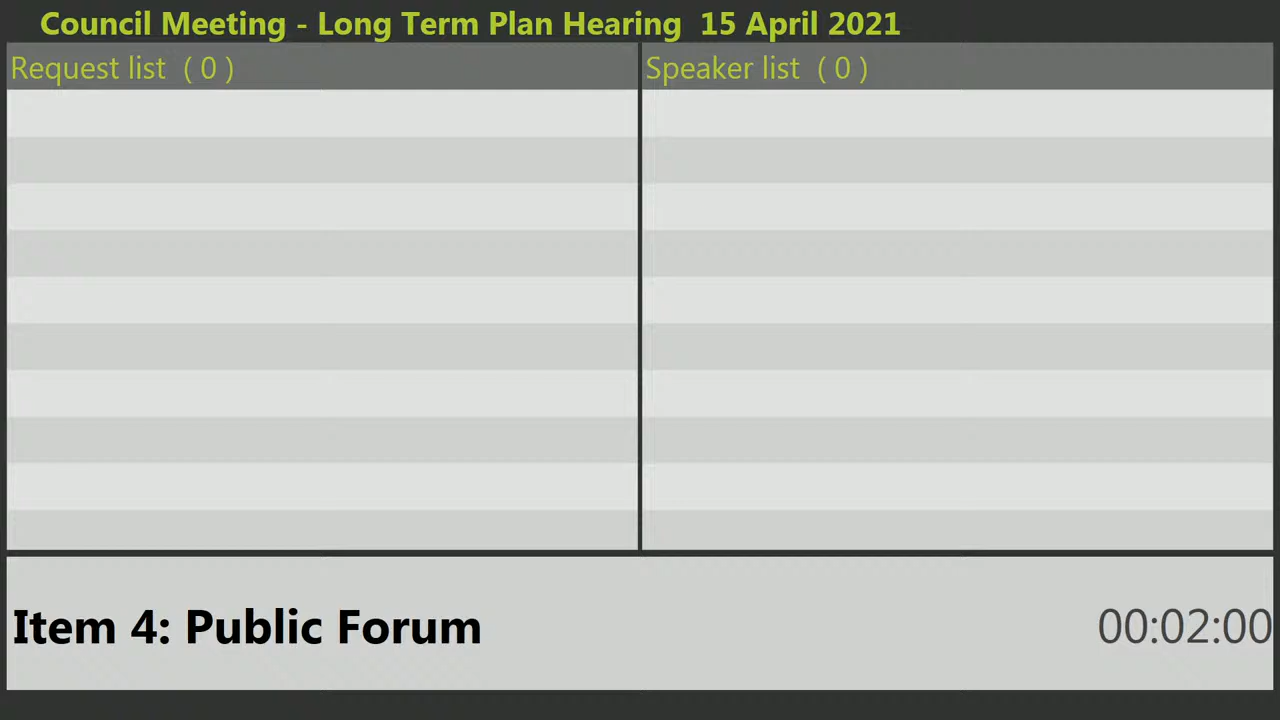 Council Meeting - Long Term Plan Hearing  15 April 2021
Request list  ( 0 )
Speaker list  ( 0 )
Item 4: Public Forum
00:02:00